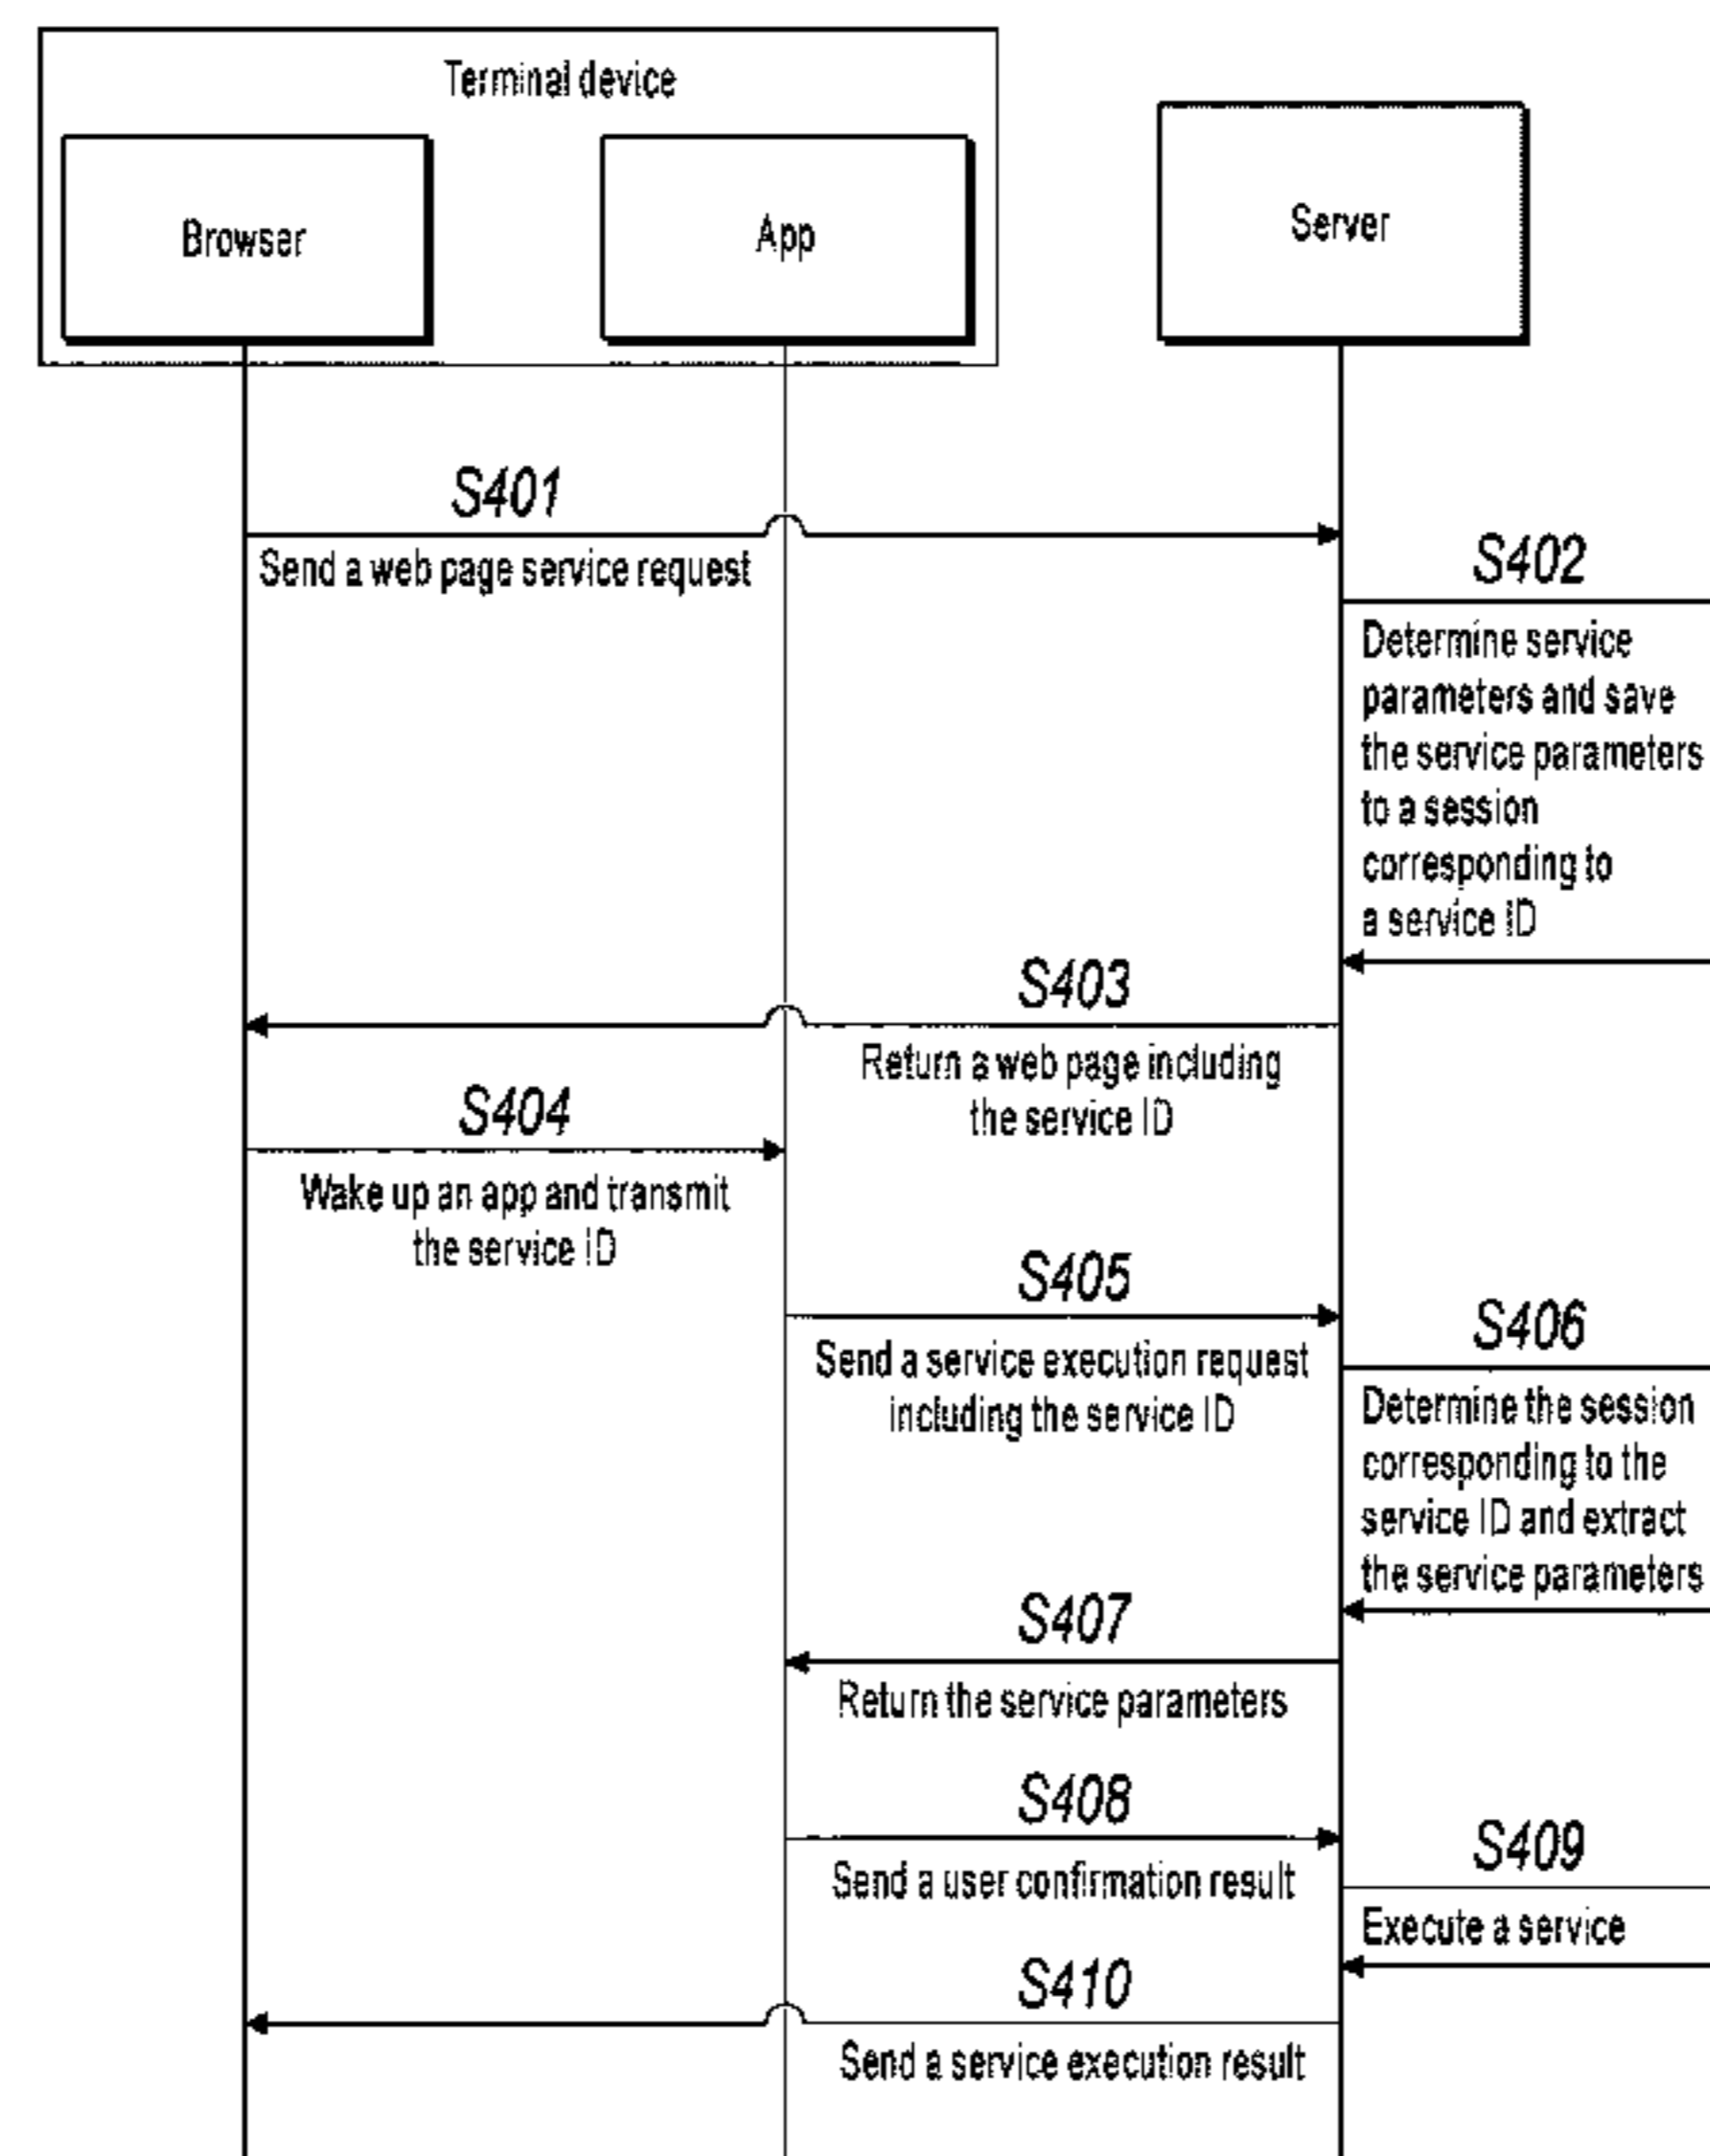 Terminal device
Browser
App
Server
S401
Send a web page service request
S402
Determine service
parameters and save
the service parameters
to a session
corresponding to
a service ID
S403
Return a web page including
the service ID
S404
Wake up an app and transmit
the service ID
S405
Send a service execution request
including the service ID
S406
Determine the session
corresponding to the
service ID and extract
the service parameters
S407
Return the service parameters
S408
Send a user confirmation result
S409
Execute a service
S410
Send a service execution result